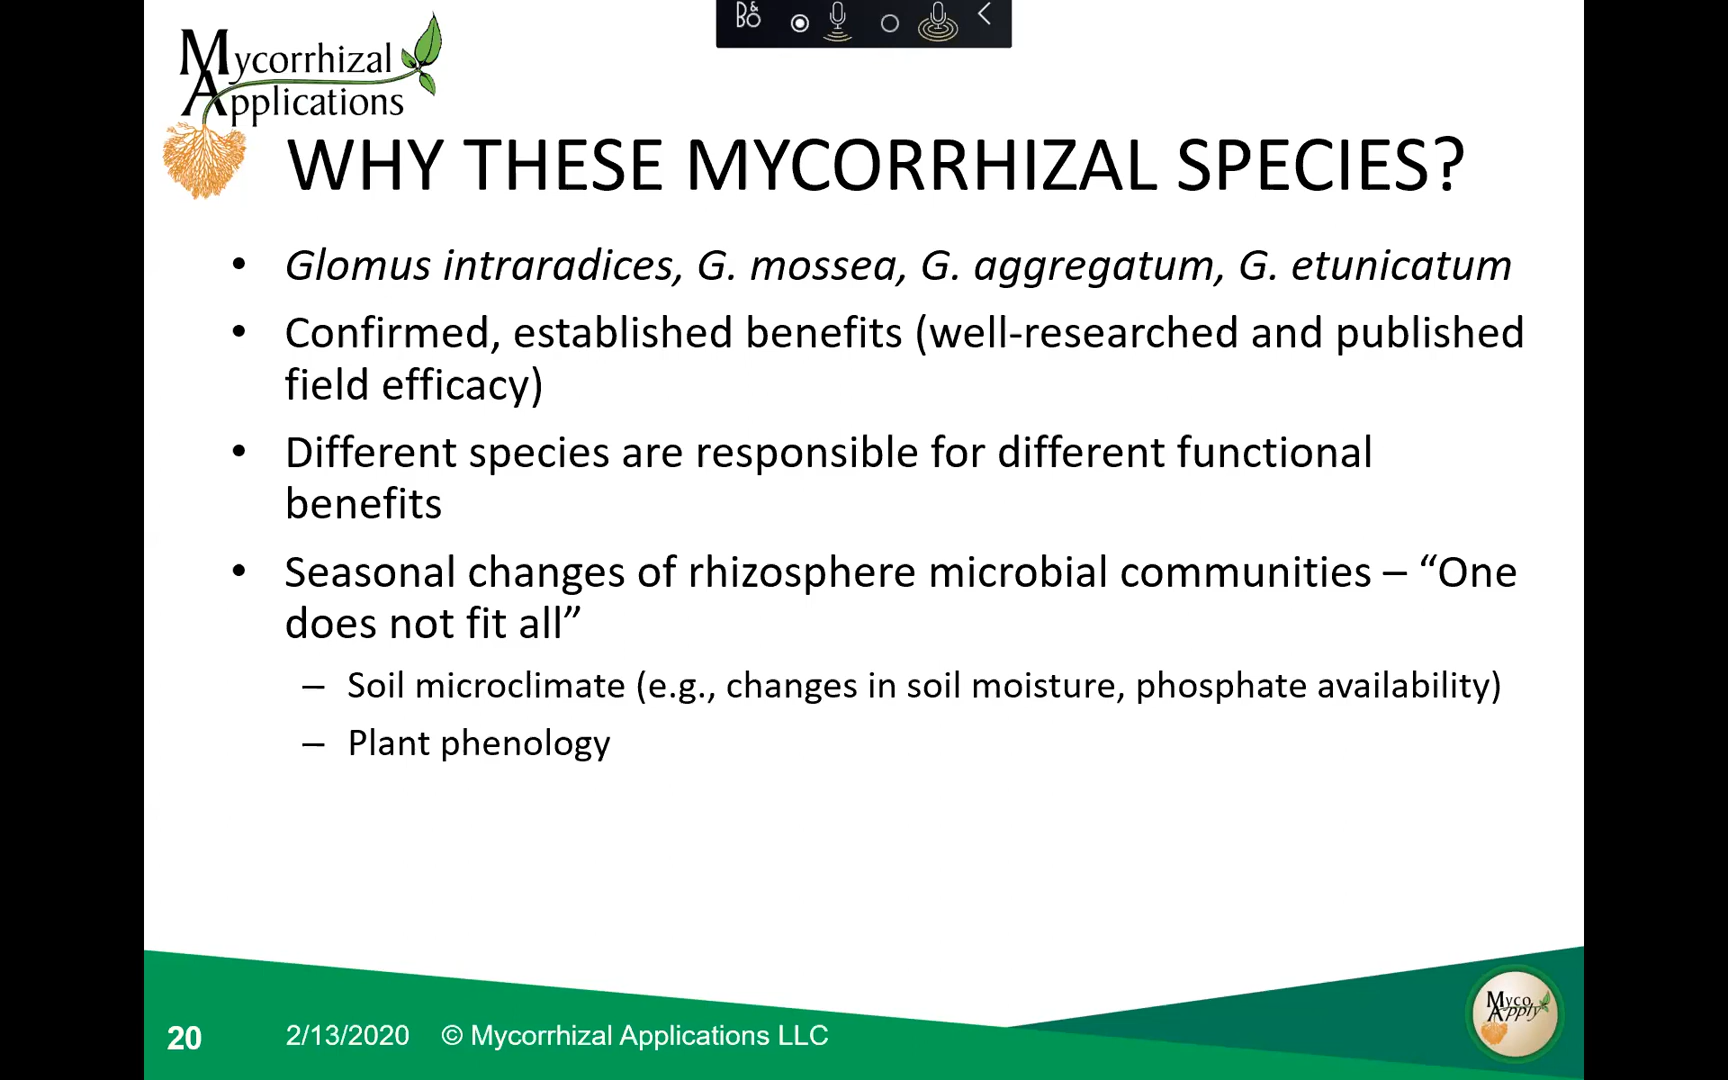 B&O
Mycorrhizal
Applications
WHY THESE MYCORRHIZAL SPECIES?
• Glomus intraradices, G. mossea, G. aggregatum, G. etunicatum
• Confirmed, established benefits (well-researched and published
field efficacy)
• Different species are responsible for different functional
benefits
• Seasonal changes of rhizosphere microbial communities – “One
does not fit all”
– Soil microclimate (e.g., changes in soil moisture, phosphate availability)
– Plant phenology
Myco
Apply
20 2/13/2020 © Mycorrhizal Applications LLC